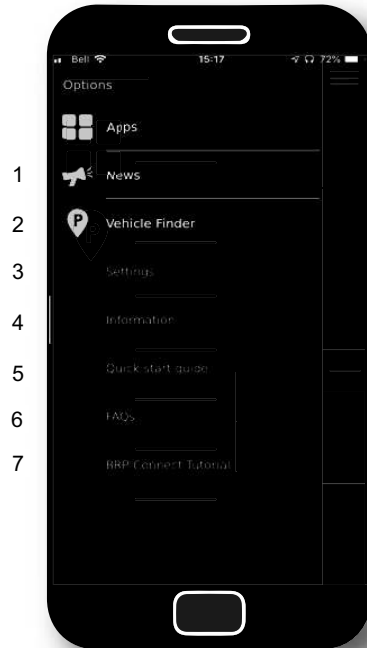 Bell 15:17 72%
Options
Apps
1 News
2 Vehicle Finder
3 Settings
4 Information
5 Quick start guide
6 FAQs
7 BRP Connect Tutorial